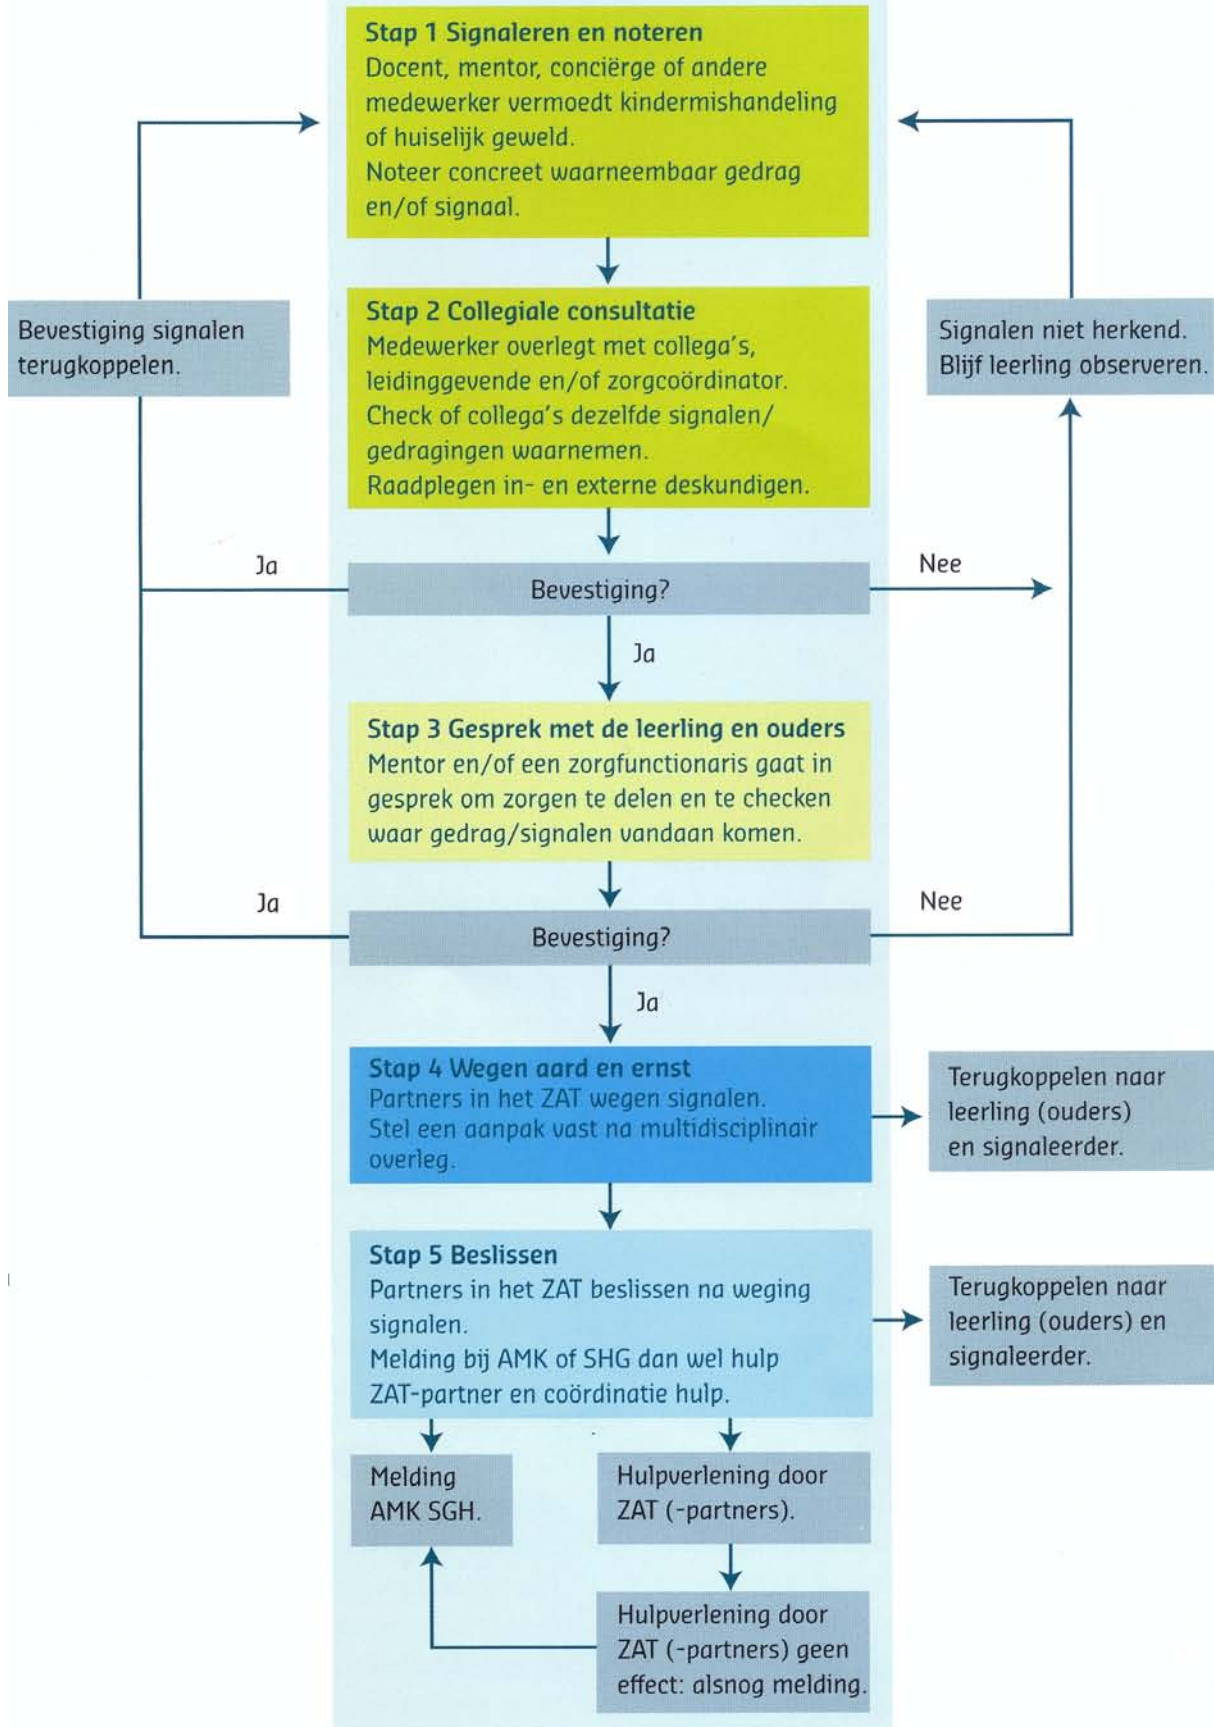 Stap 1 Signaleren en noteren
Docent, mentor, conciërge of andere
medewerker vermoedt kindermishandeling
of huiselijk geweld.
Noteer concreet waarneembaar gedrag
en/of signaal.
Bevestiging signalen
terugkoppelen.
Stap 2 Collegiale consultatie
Medewerker overlegt met collega's,
leidinggevende en/of zorgcoördinator.
Check of collega's dezelfde signalen/
gedragingen waarnemen.
Raadplegen in- en externe deskundigen.
Signalen niet herkend.
Blijf leerling observeren.
Ja
Bevestiging?
Nee
Ja
Stap 3 Gesprek met de leerling en ouders
Mentor en/of een zorgfunctionaris gaat in
gesprek om zorgen te delen en te checken
waar gedrag/signalen vandaan komen.
Ja
Bevestiging?
Nee
Ja
Stap 4 Wegen aard en ernst
Partners in het ZAT wegen signalen.
Stel een aanpak vast na multidisciplinair
overleg.
Terugkoppelen naar
leerling (ouders)
en signaleerder.
Stap 5 Beslissen
Partners in het ZAT beslissen na weging
signalen.
Melding bij AMK of SHG dan wel hulp
ZAT-partner en coördinatie hulp.
Terugkoppelen naar
leerling (ouders) en
signaleerder.
Melding
AMK SGH.
Hulpverlening door
ZAT (-partners).
Hulpverlening door
ZAT (-partners) geen
effect: alsnog melding.